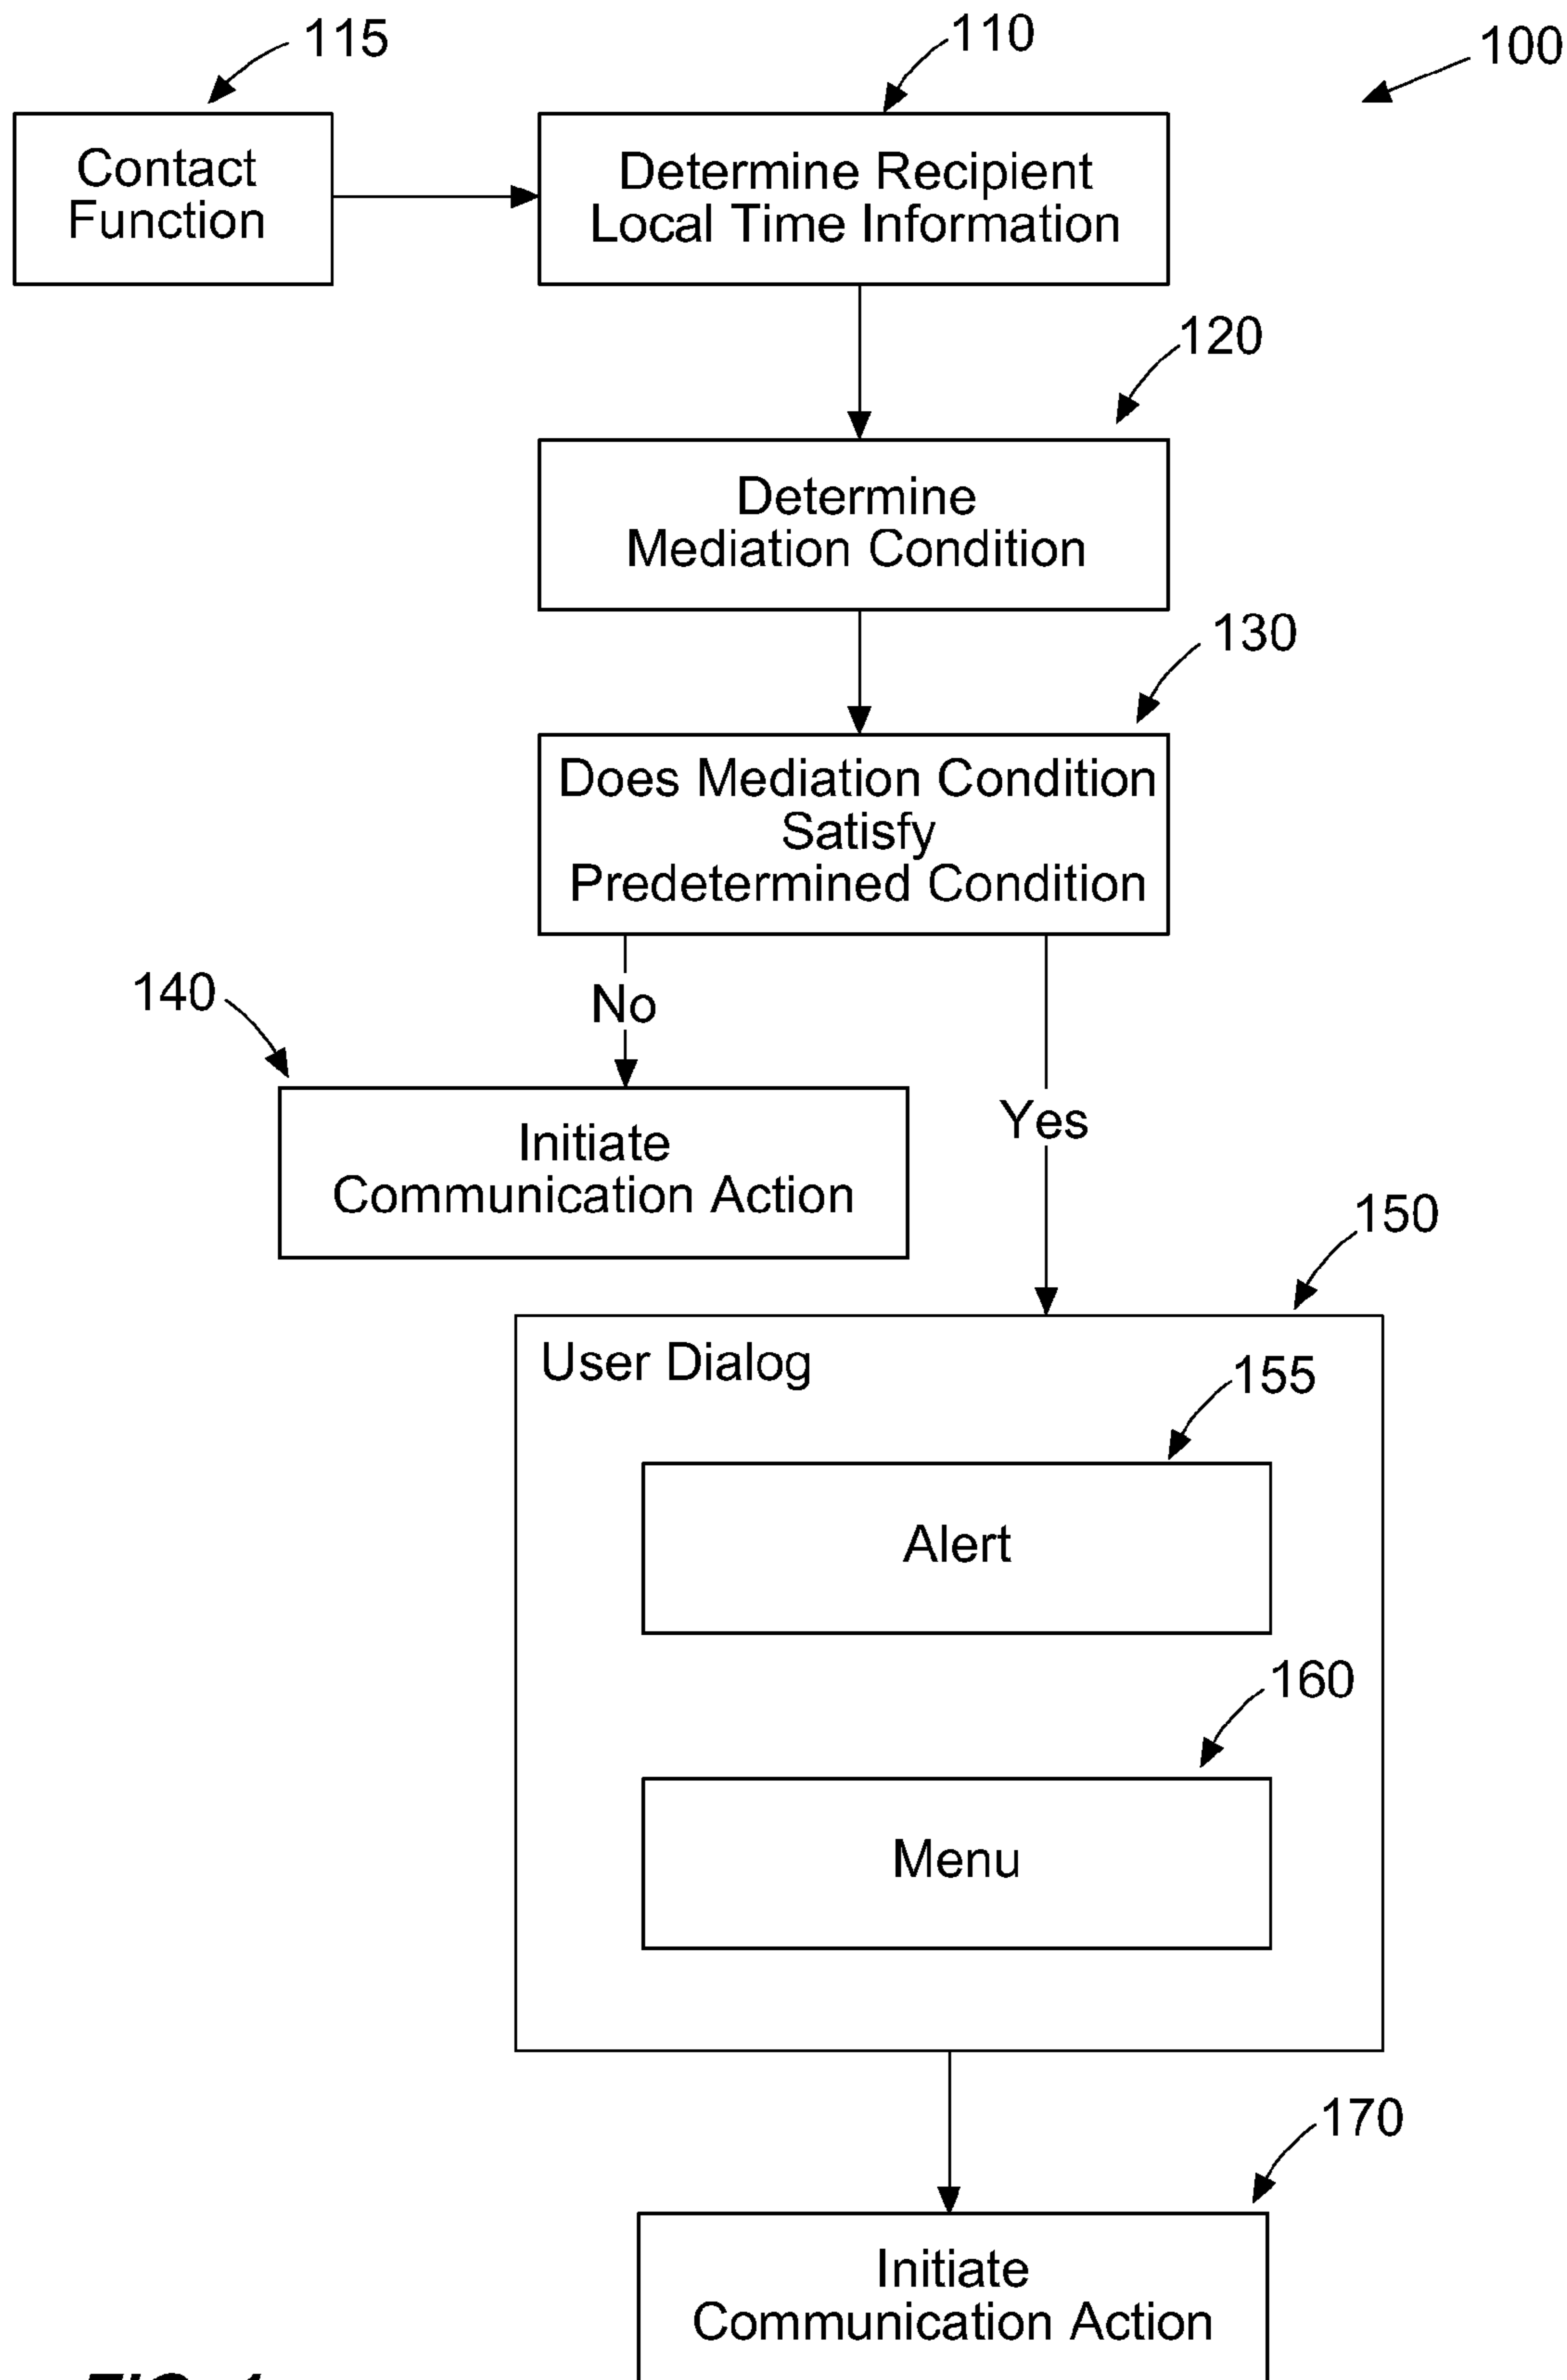 115
110
100
Contact
Function
Determine Recipient
Local Time Information
120
Determine
Mediation Condition
130
Does Mediation Condition
Satisfy
Predetermined Condition
140
No
Yes
Initiate
Communication Action
150
User Dialog
155
Alert
160
Menu
170
Initiate
Communication Action